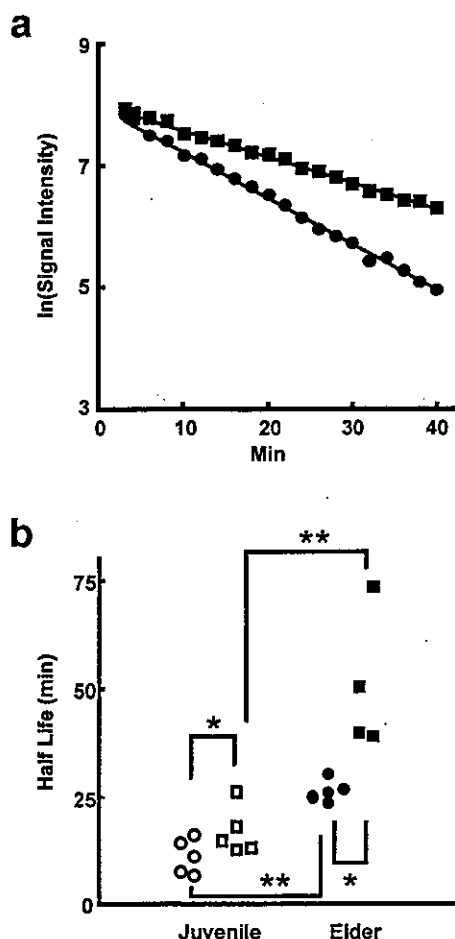 a
9
7
5
3
ln(Signal Intensity)
0 10 20 30 40
Min
b
75
50
25
0
Half Life (min)
**
*
**
*
Juvenile Elder